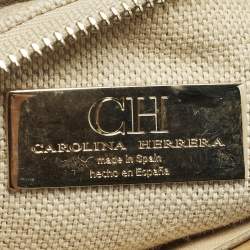 CH
CAROLINA HERRERA
made in Spain
hecho en España